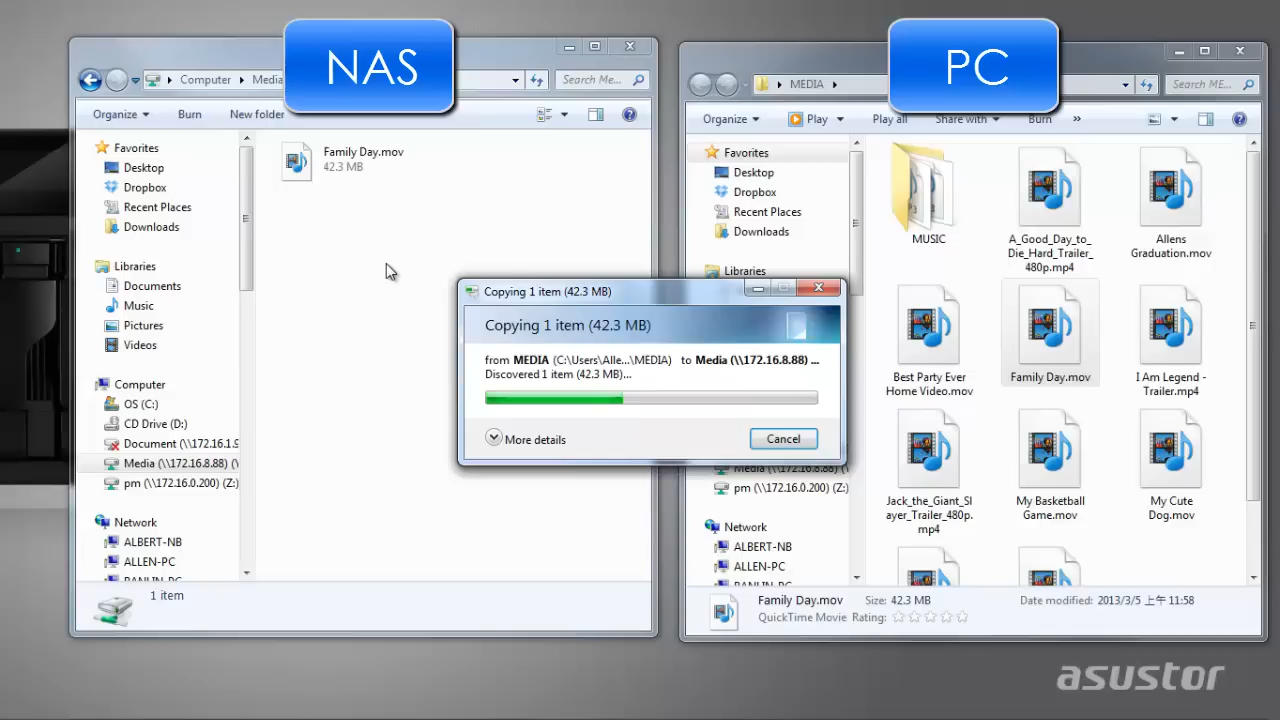 NAS
Computer
Media
Search Me...
Organize
Burn
New folder
Favorites
Desktop
Dropbox
Recent Places
Downloads
Libraries
Documents
Music
Pictures
Videos
Computer
OS (C:)
CD Drive (D:)
Document (\\172.16.1.9
Media (\\172.16.8.88) (
pm (\\172.16.0.200) (Z:)
Network
ALBERT-NB
ALLEN-PC
Family Day.mov
42.3 MB
1 item
Copying 1 item (42.3 MB)
Copying 1 item (42.3 MB)
from MEDIA (C:\Users\Alle...\MEDIA) to Media (\\172.16.8.88) ...
Discovered 1 item (42.3 MB)...
More details
Cancel
PC
MEDIA
Search ME...
Organize
Play
Play all
Share with
Burn
»
Favorites
Desktop
Dropbox
Recent Places
Downloads
Libraries
Media (\\172.16.8.88) (
pm (\\172.16.0.200) (Z:)
Network
ALBERT-NB
ALLEN-PC
MUSIC
A_Good_Day_to_
Die_Hard_Trailer_
480p.mp4
Allens
Graduation.mov
Best Party Ever
Home Video.mov
Family Day.mov
I Am Legend -
Trailer.mp4
Jack_the_Giant_Sl
ayer_Trailer_480p.
mp4
My Basketball
Game.mov
My Cute
Dog.mov
Family Day.mov Size: 42.3 MB Date modified: 2013/3/5 上午 11:58
QuickTime Movie Rating:
asustor